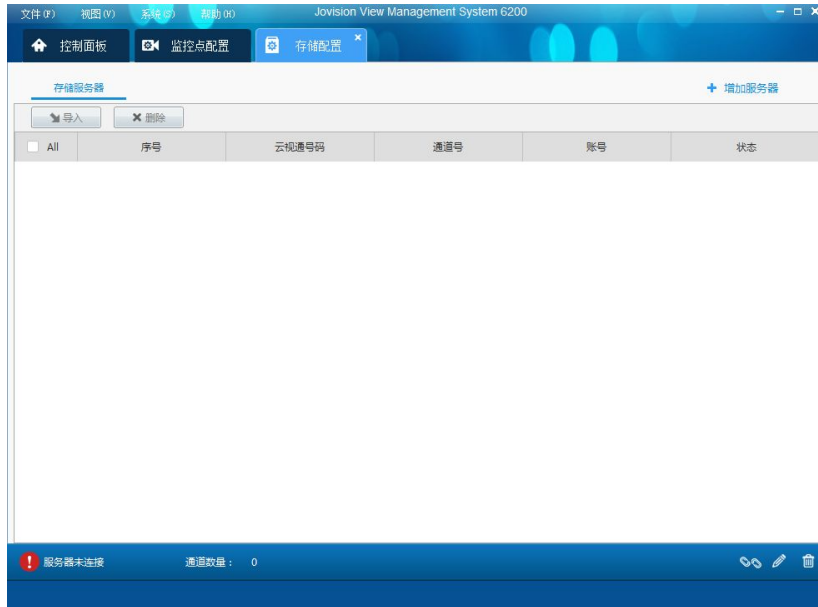 文件(F) 视图(V) 系统(S) 帮助(H) Jovision View Management System 6200
控制面板 监控点配置 存储配置
存储服务器 增加服务器
导入 删除
All 序号 云视通号码 通道号 账号 状态
服务器未连接 通道数量： 0